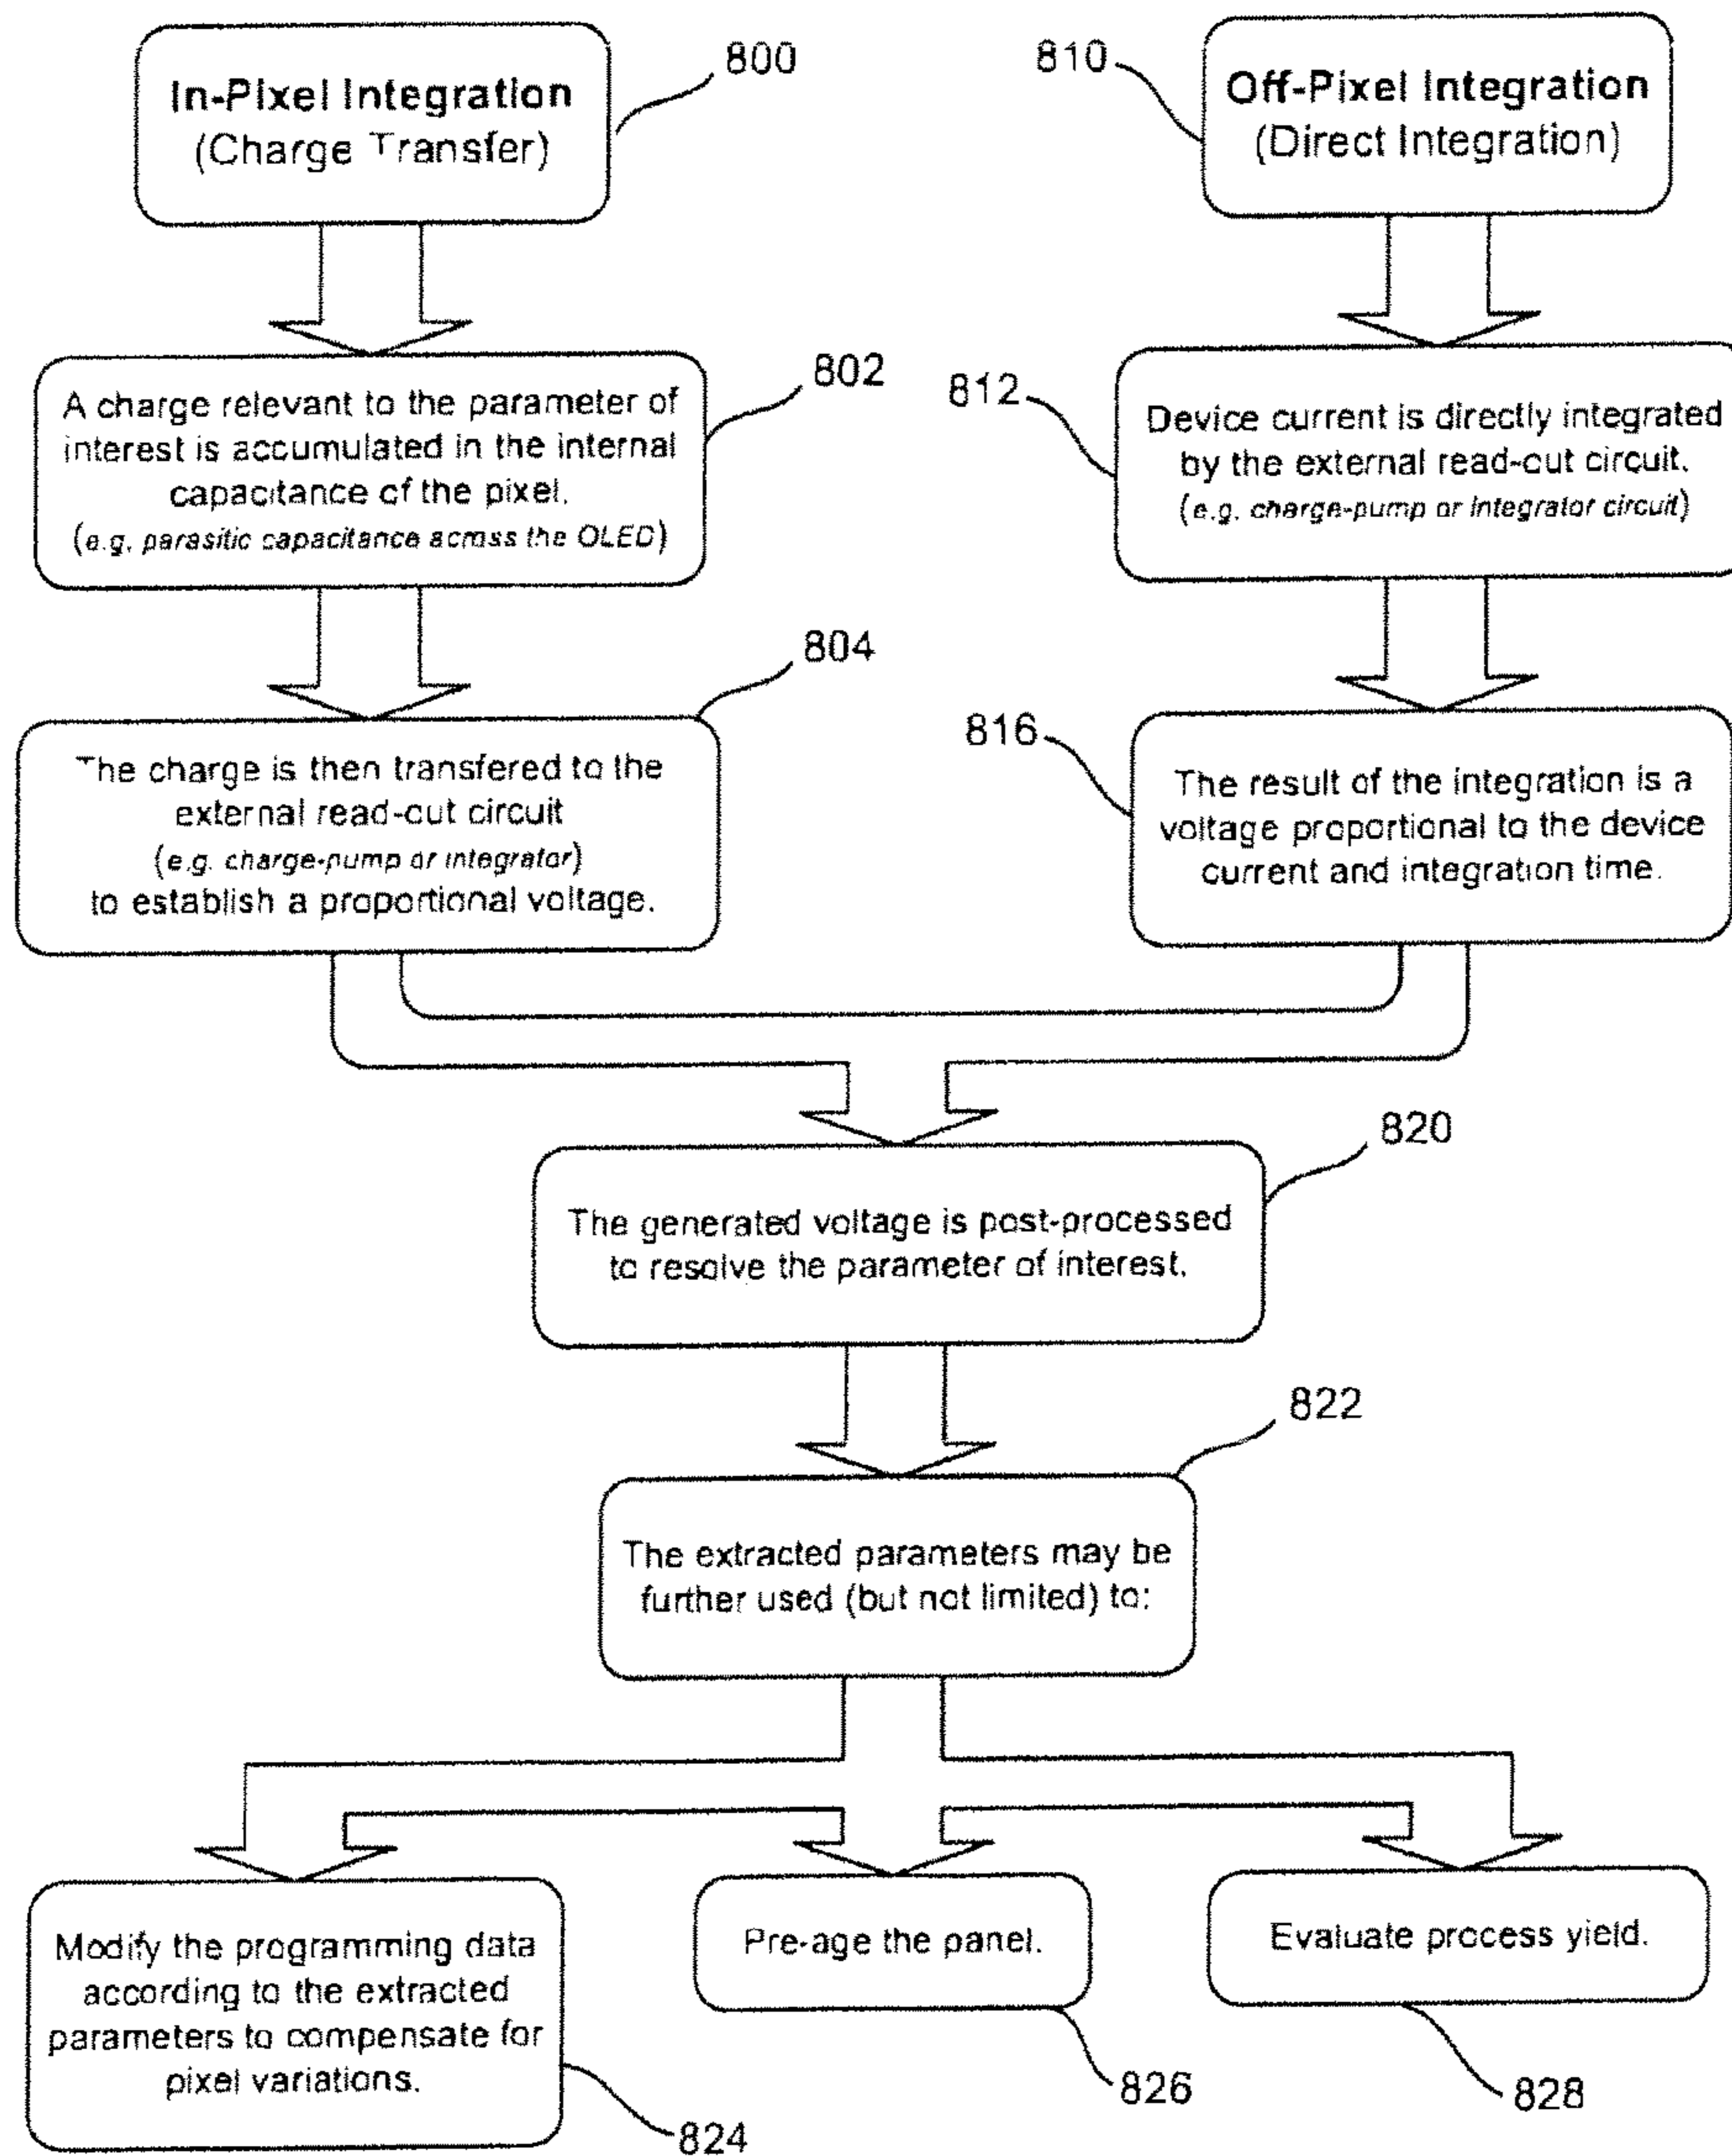 In-Pixel Integration
(Charge Transfer)
800
810
Off-Pixel Integration
(Direct Integration)
A charge relevant to the parameter of
interest is accumulated in the internal
capacitance of the pixel.
(e.g. parasitic capacitance across the OLED)
802
812
Device current is directly integrated
by the external read-out circuit.
(e.g. charge-pump or integrator circuit)
The charge is then transfered to the
external read-out circuit
(e.g. charge-pump or integrator)
to establish a proportional voltage.
804
816
The result of the integration is a
voltage proportional to the device
current and integration time.
820
The generated voltage is post-processed
to resolve the parameter of interest.
822
The extracted parameters may be
further used (but not limited) to:
Modify the programming data
according to the extracted
parameters to compensate for
pixel variations.
824
Pre-age the panel.
826
Evaluate process yield.
828